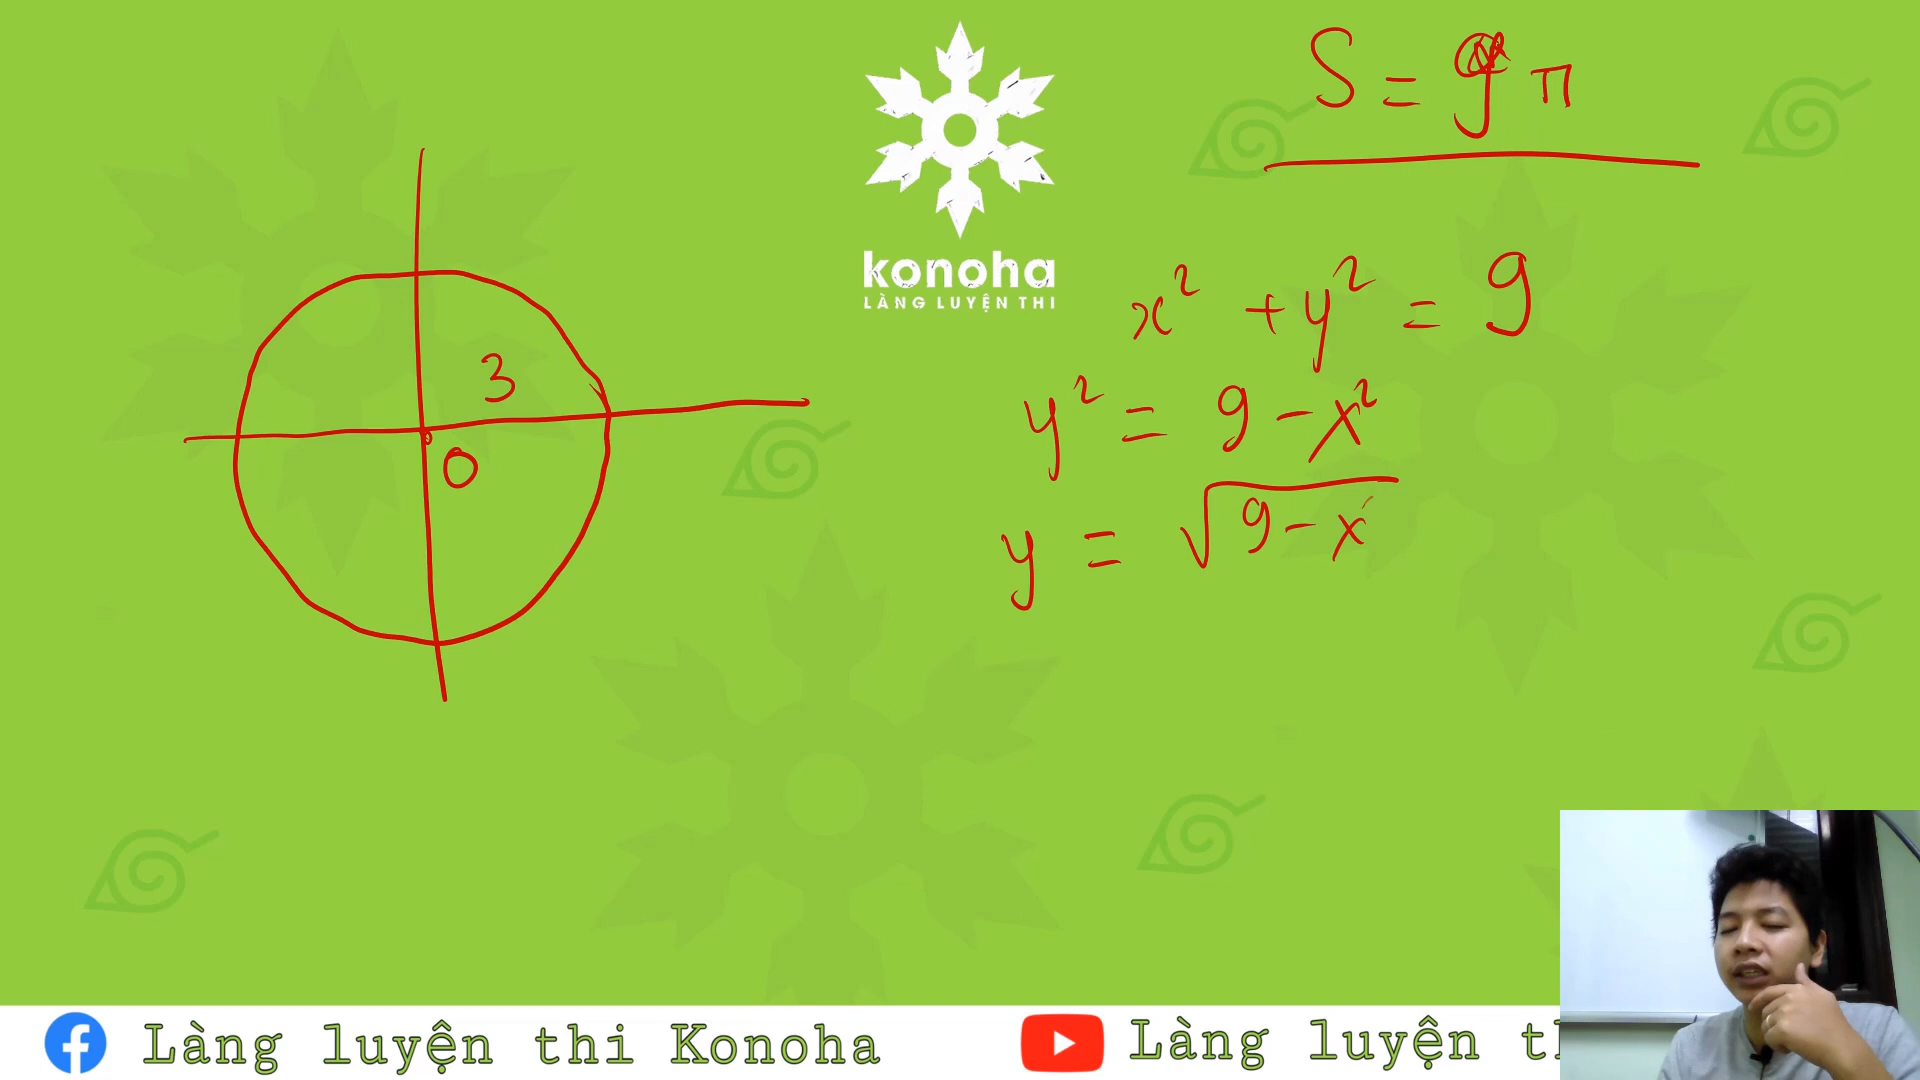 S = 9π
konoha
LÀNG LUYỆN THI
x² + y² = 9
3
y² = 9 - x²
0
y = √9 - x
Làng luyện thi Konoha
Làng luyện